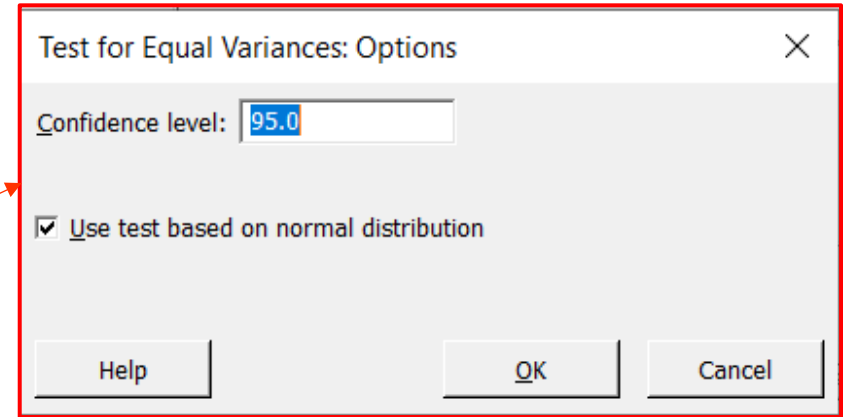 Test for Equal Variances: Options
Confidence level: 95.0
Use test based on normal distribution
Help OK Cancel